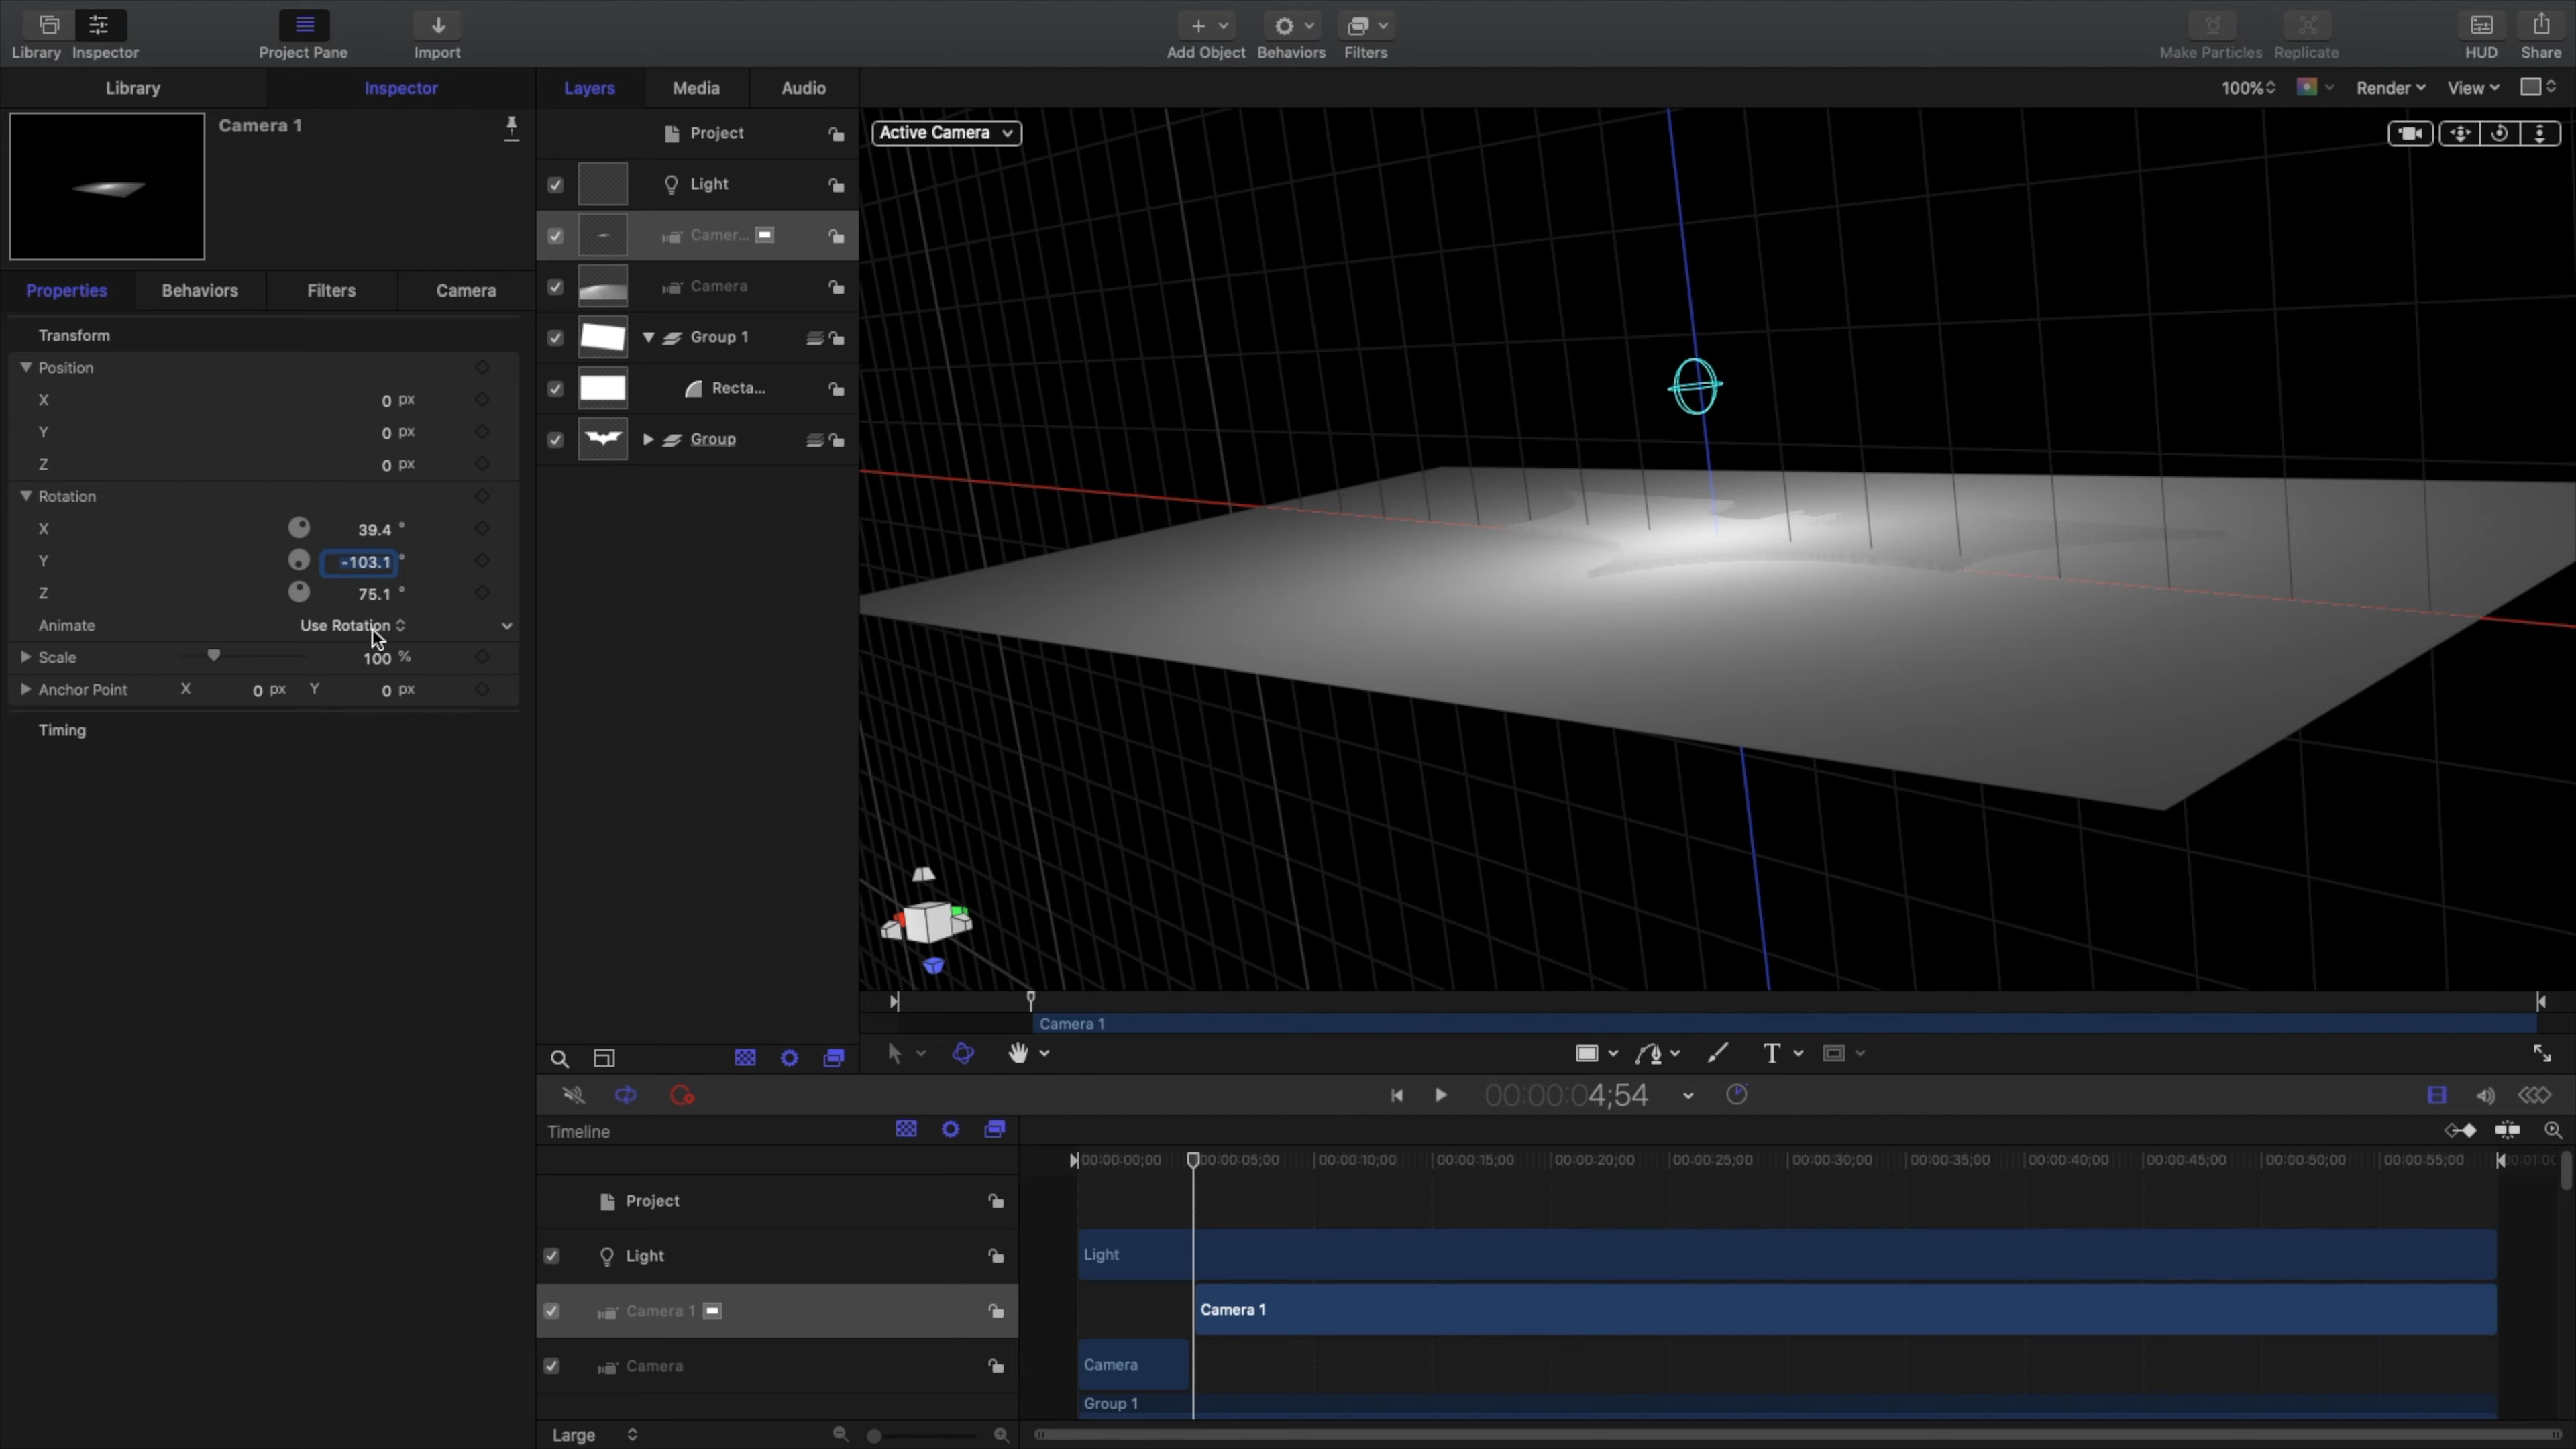 Library Inspector Project Pane Import Add Object Behaviors Filters Make Particles Replicate HUD Share
Library Inspector Layers Media Audio 100% Render View
Camera 1
Project
Active Camera
Light
Camer...
Camera
Properties Behaviors Filters Camera
Transform
Group 1
Position
X 0 px
Recta...
Y 0 px
Group
Z 0 px
Rotation
X 39.4 °
Y -103.1 °
Z 75.1 °
Animate Use Rotation
Scale 100 %
Anchor Point X 0 px Y 0 px
Timing
Camera 1
T
00:00:04;54
Timeline
00:00:00;00 00:00:05;00 00:00:10;00 00:00:15;00 00:00:20;00 00:00:25;00 00:00:30;00 00:00:35;00 00:00:40;00 00:00:45;00 00:00:50;00 00:00:55;00
Project
Light Light
Camera 1 Camera 1
Camera Camera
Group 1
Large